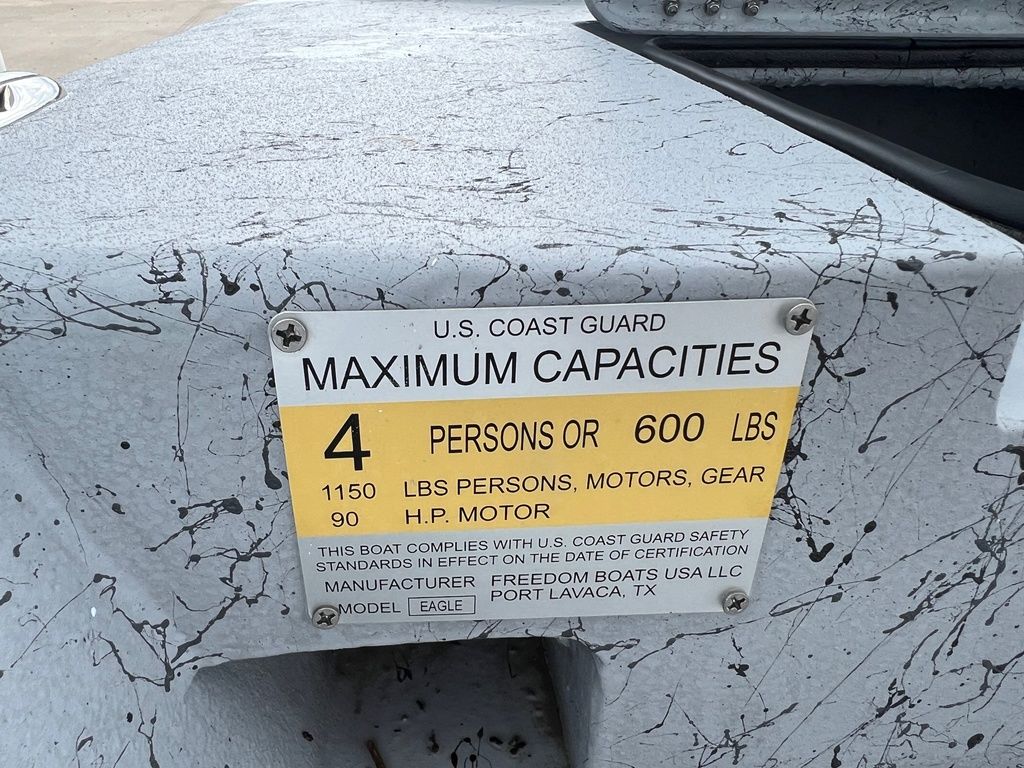 U.S. COAST GUARD
MAXIMUM CAPACITIES
4 PERSONS OR 600 LBS
1150 LBS PERSONS, MOTORS, GEAR
90 H.P. MOTOR
THIS BOAT COMPLIES WITH U.S. COAST GUARD SAFETY
STANDARDS IN EFFECT ON THE DATE OF CERTIFICATION
MANUFACTURER FREEDOM BOATS USA LLC
PORT LAVACA, TX
MODEL EAGLE